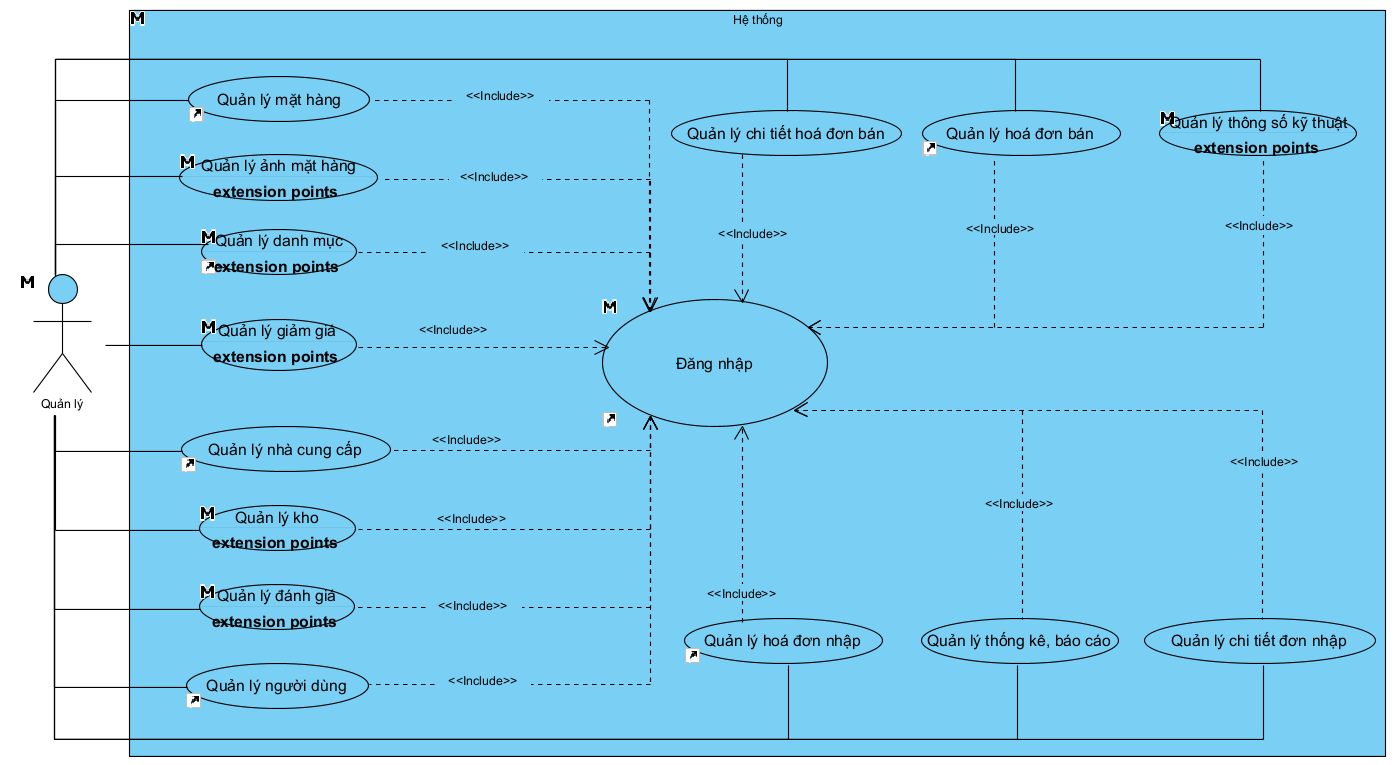 Hệ thống
Quản lý mặt hàng
<<Include>>
Quản lý ảnh mặt hàng
extension points
<<Include>>
Quản lý danh mục
extension points
<<Include>>
Quản lý giảm giá
extension points
<<Include>>
Quản lý nhà cung cấp
<<Include>>
Quản lý kho
extension points
<<Include>>
Quản lý đánh giá
extension points
<<Include>>
Quản lý người dùng
<<Include>>
Quản lý
Quản lý chi tiết hoá đơn bán
<<Include>>
Quản lý hoá đơn bán
<<Include>>
Quản lý thông số kỹ thuật
extension points
<<Include>>
Đăng nhập
<<Include>>
Quản lý hoá đơn nhập
<<Include>>
Quản lý thống kê, báo cáo
<<Include>>
Quản lý chi tiết đơn nhập
M
M
M
M
M
M
M
M
M